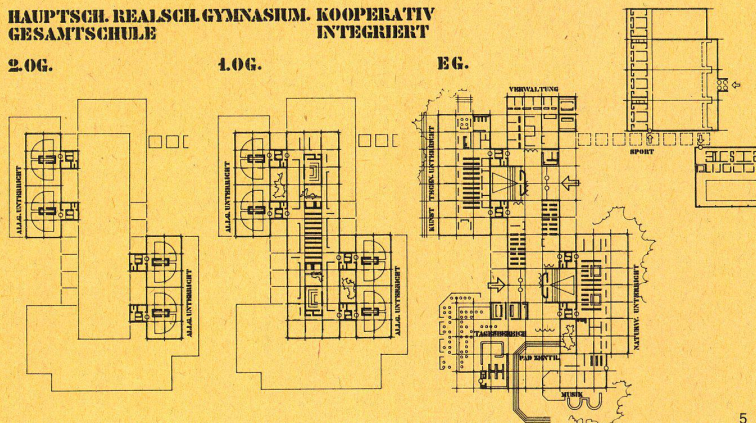 HAUPTSCH. REALSCH. GYMNASIUM. KOOPERATIV
GESAMTSCHULE INTEGRIERT
2.OG. 1.OG. EG.
VERWALTUNG
SPORT
KUNST TECHN. UNTERRICHT
ALLG. UNTERRICHT
ALLG. UNTERRICHT
ALLG. UNTERRICHT
ALLG. UNTERRICHT
NATURW. UNTERRICHT
TAGESBEREICH
PÄD ZENTR.
MUSIK
5